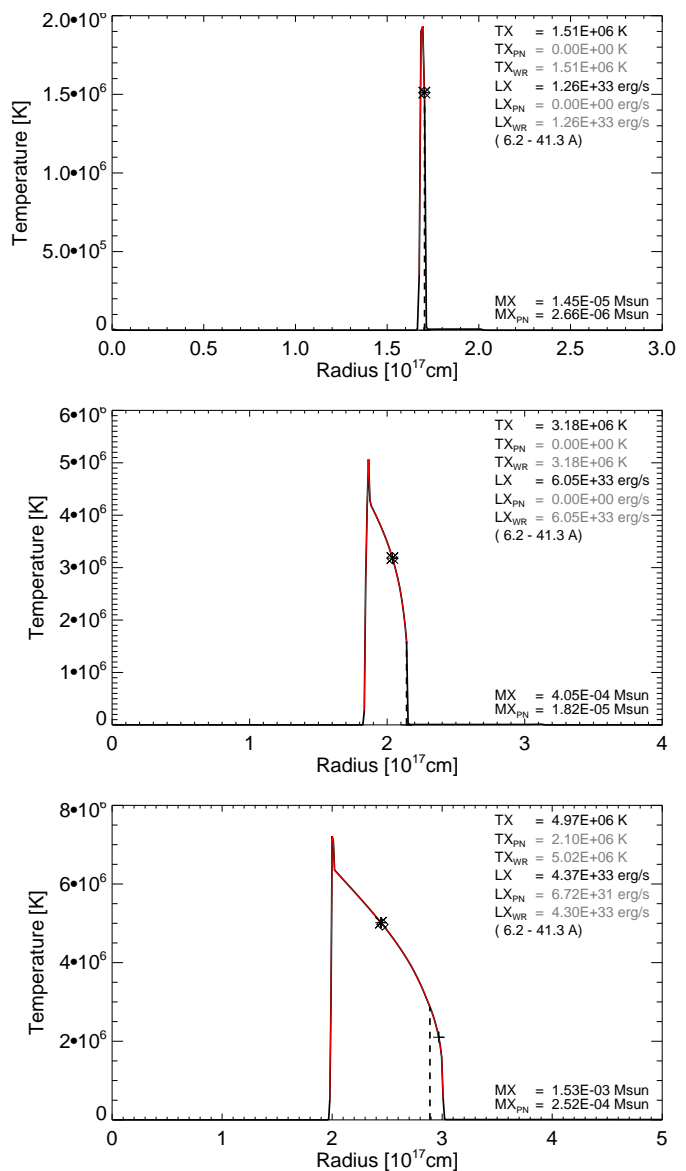 2.0•10⁶
1.5•10⁶
1.0•10⁶
5.0•10⁵
0
Temperature [K]
TX = 1.51E+06 K
TX_PN = 0.00E+00 K
TX_WR = 1.51E+06 K
LX = 1.26E+33 erg/s
LX_PN = 0.00E+00 erg/s
LX_WR = 1.26E+33 erg/s
( 6.2 - 41.3 A)
MX = 1.45E-05 Msun
MX_PN = 2.66E-06 Msun
0.0 0.5 1.0 1.5 2.0 2.5 3.0
Radius [10¹⁷cm]
6•10⁶
5•10⁶
4•10⁶
3•10⁶
2•10⁶
1•10⁶
0
Temperature [K]
TX = 3.18E+06 K
TX_PN = 0.00E+00 K
TX_WR = 3.18E+06 K
LX = 6.05E+33 erg/s
LX_PN = 0.00E+00 erg/s
LX_WR = 6.05E+33 erg/s
( 6.2 - 41.3 A)
MX = 4.05E-04 Msun
MX_PN = 1.82E-05 Msun
0 1 2 3 4
Radius [10¹⁷cm]
8•10⁶
6•10⁶
4•10⁶
2•10⁶
0
Temperature [K]
TX = 4.97E+06 K
TX_PN = 2.10E+06 K
TX_WR = 5.02E+06 K
LX = 4.37E+33 erg/s
LX_PN = 6.72E+31 erg/s
LX_WR = 4.30E+33 erg/s
( 6.2 - 41.3 A)
MX = 1.53E-03 Msun
MX_PN = 2.52E-04 Msun
0 1 2 3 4 5
Radius [10¹⁷cm]